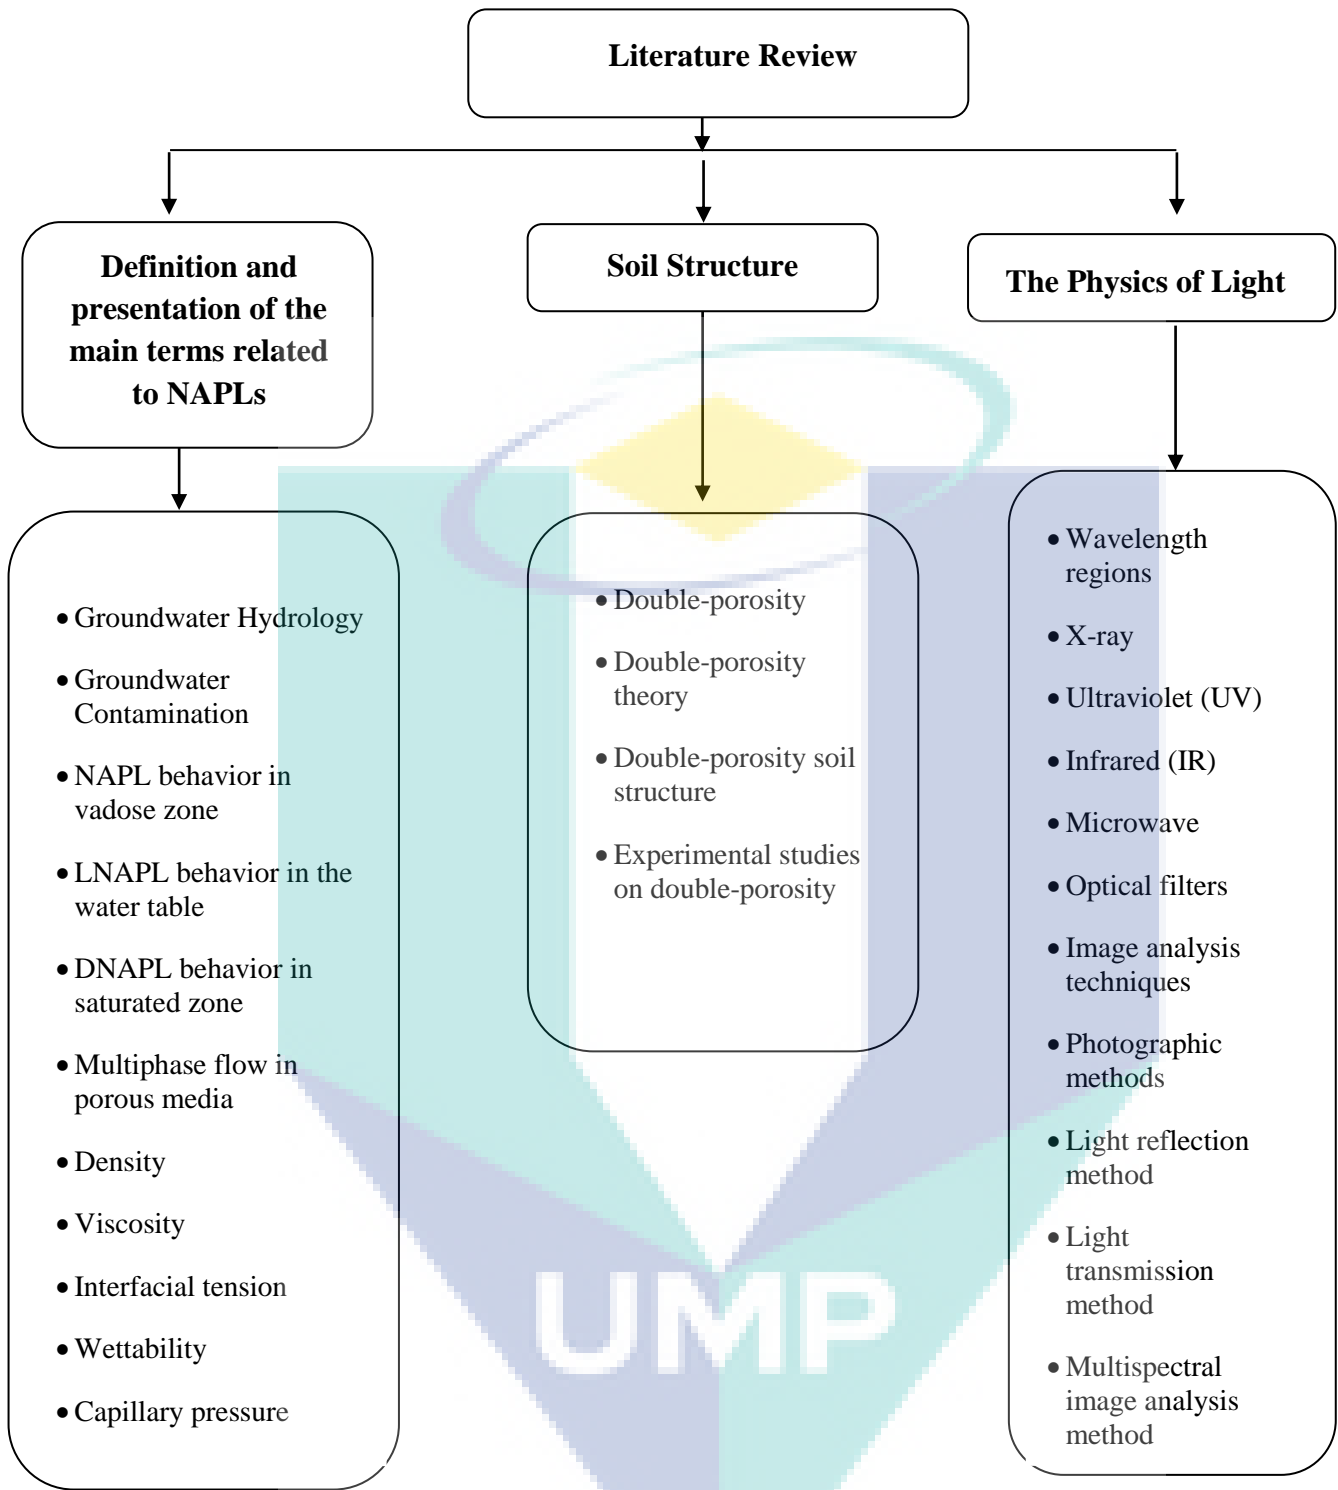 Literature Review
Definition and
presentation of the
main terms related
to NAPLs
Soil Structure
The Physics of Light
• Groundwater Hydrology
• Groundwater
Contamination
• NAPL behavior in
vadose zone
• LNAPL behavior in the
water table
• DNAPL behavior in
saturated zone
• Multiphase flow in
porous media
• Density
• Viscosity
• Interfacial tension
• Wettability
• Capillary pressure
• Double-porosity
• Double-porosity
theory
• Double-porosity soil
structure
• Experimental studies
on double-porosity
• Wavelength
regions
• X-ray
• Ultraviolet (UV)
• Infrared (IR)
• Microwave
• Optical filters
• Image analysis
techniques
• Photographic
methods
• Light reflection
method
• Light
transmission
method
• Multispectral
image analysis
method
UMP